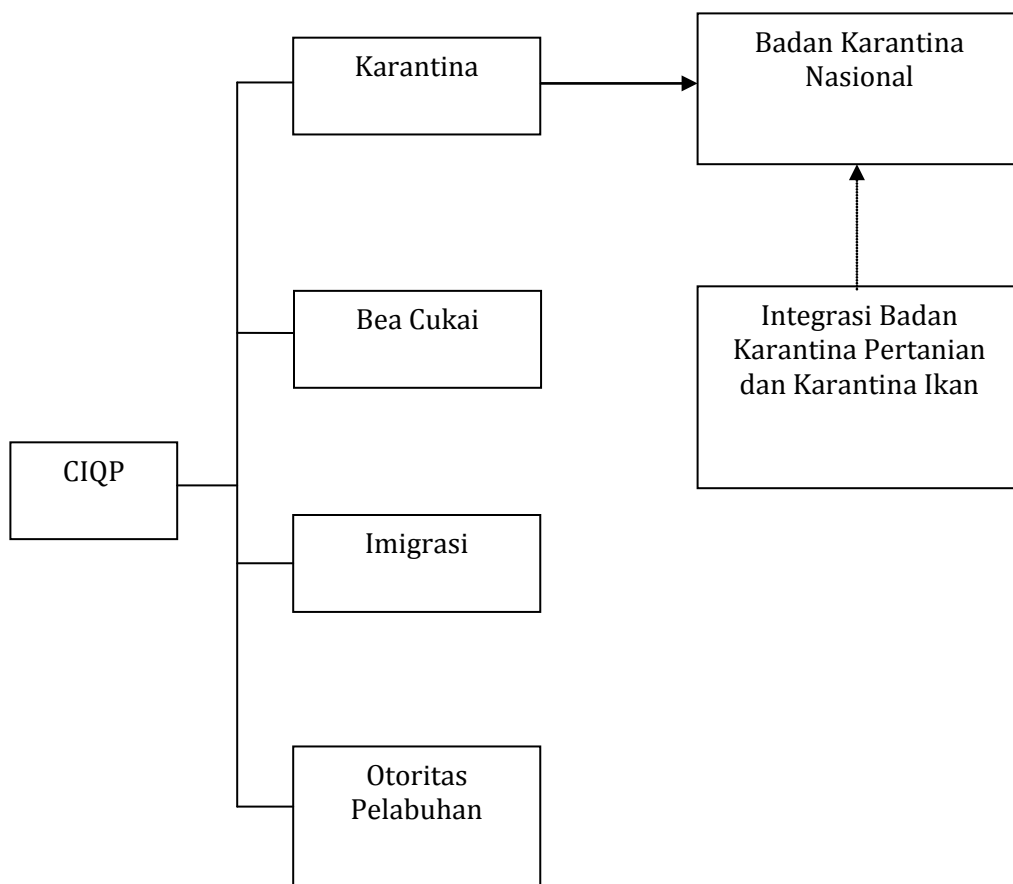 Karantina
Badan Karantina
Nasional
Bea Cukai
Integrasi Badan
Karantina Pertanian
dan Karantina Ikan
CIQP
Imigrasi
Otoritas
Pelabuhan